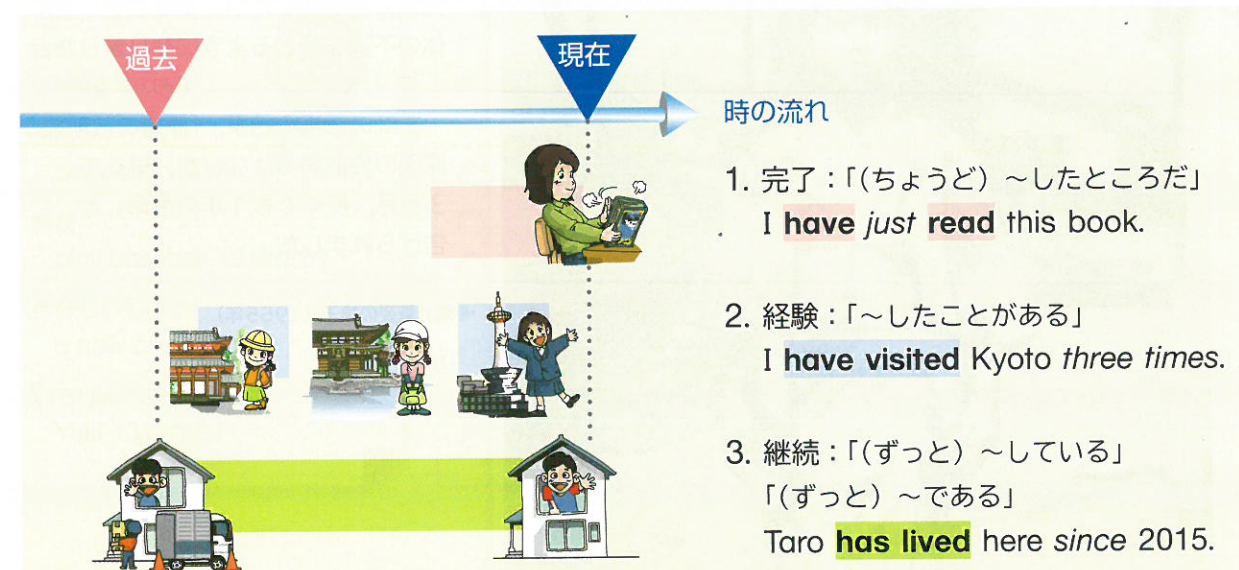 過去
現在
時の流れ
1. 完了：「(ちょうど) ～したところだ」
I have just read this book.
2. 経験：「～したことがある」
I have visited Kyoto three times.
3. 継続：「(ずっと) ～している」
「(ずっと) ～である」
Taro has lived here since 2015.